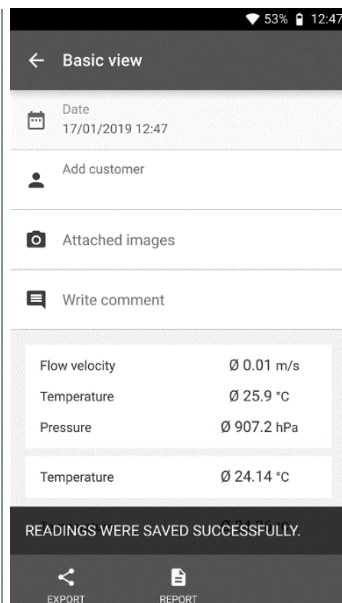 53% 12:47
Basic view
Date
17/01/2019 12:47
Add customer
Attached images
Write comment
Flow velocity Ø 0.01 m/s
Temperature Ø 25.9 °C
Pressure Ø 907.2 hPa
Temperature Ø 24.14 °C
READINGS WERE SAVED SUCCESSFULLY.
EXPORT REPORT